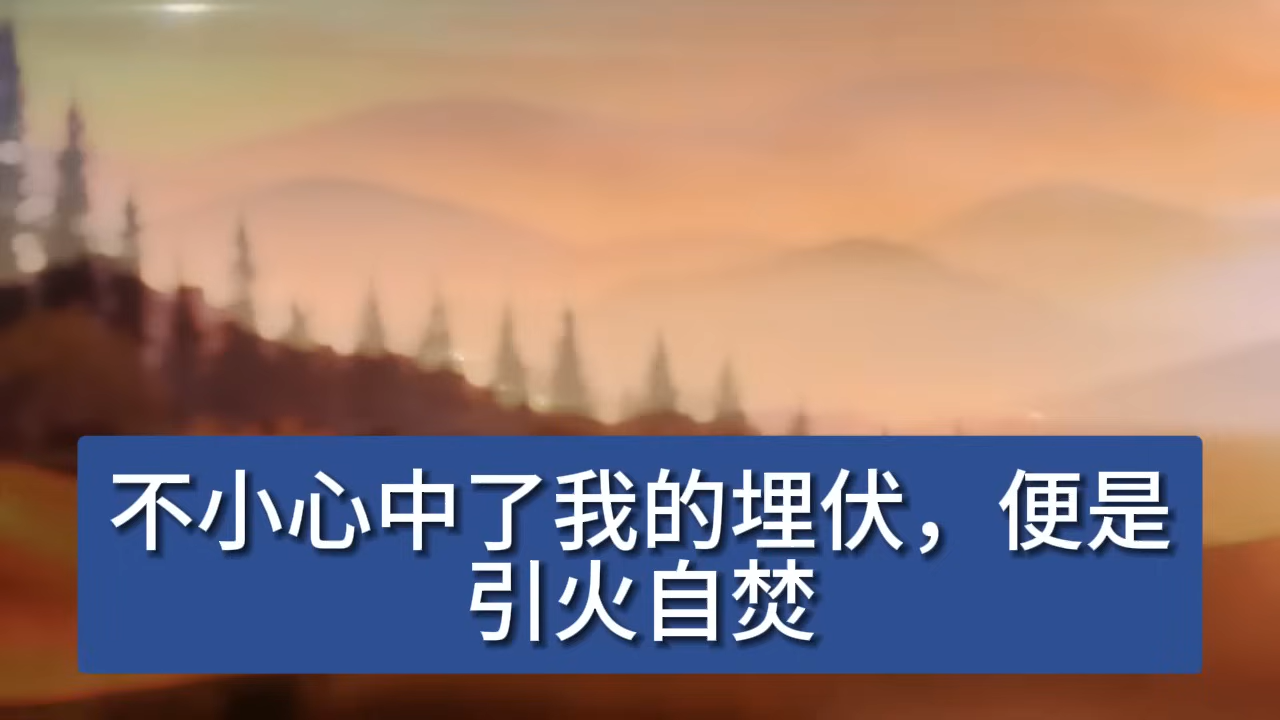 不小心中了我的埋伏，便是
引火自焚